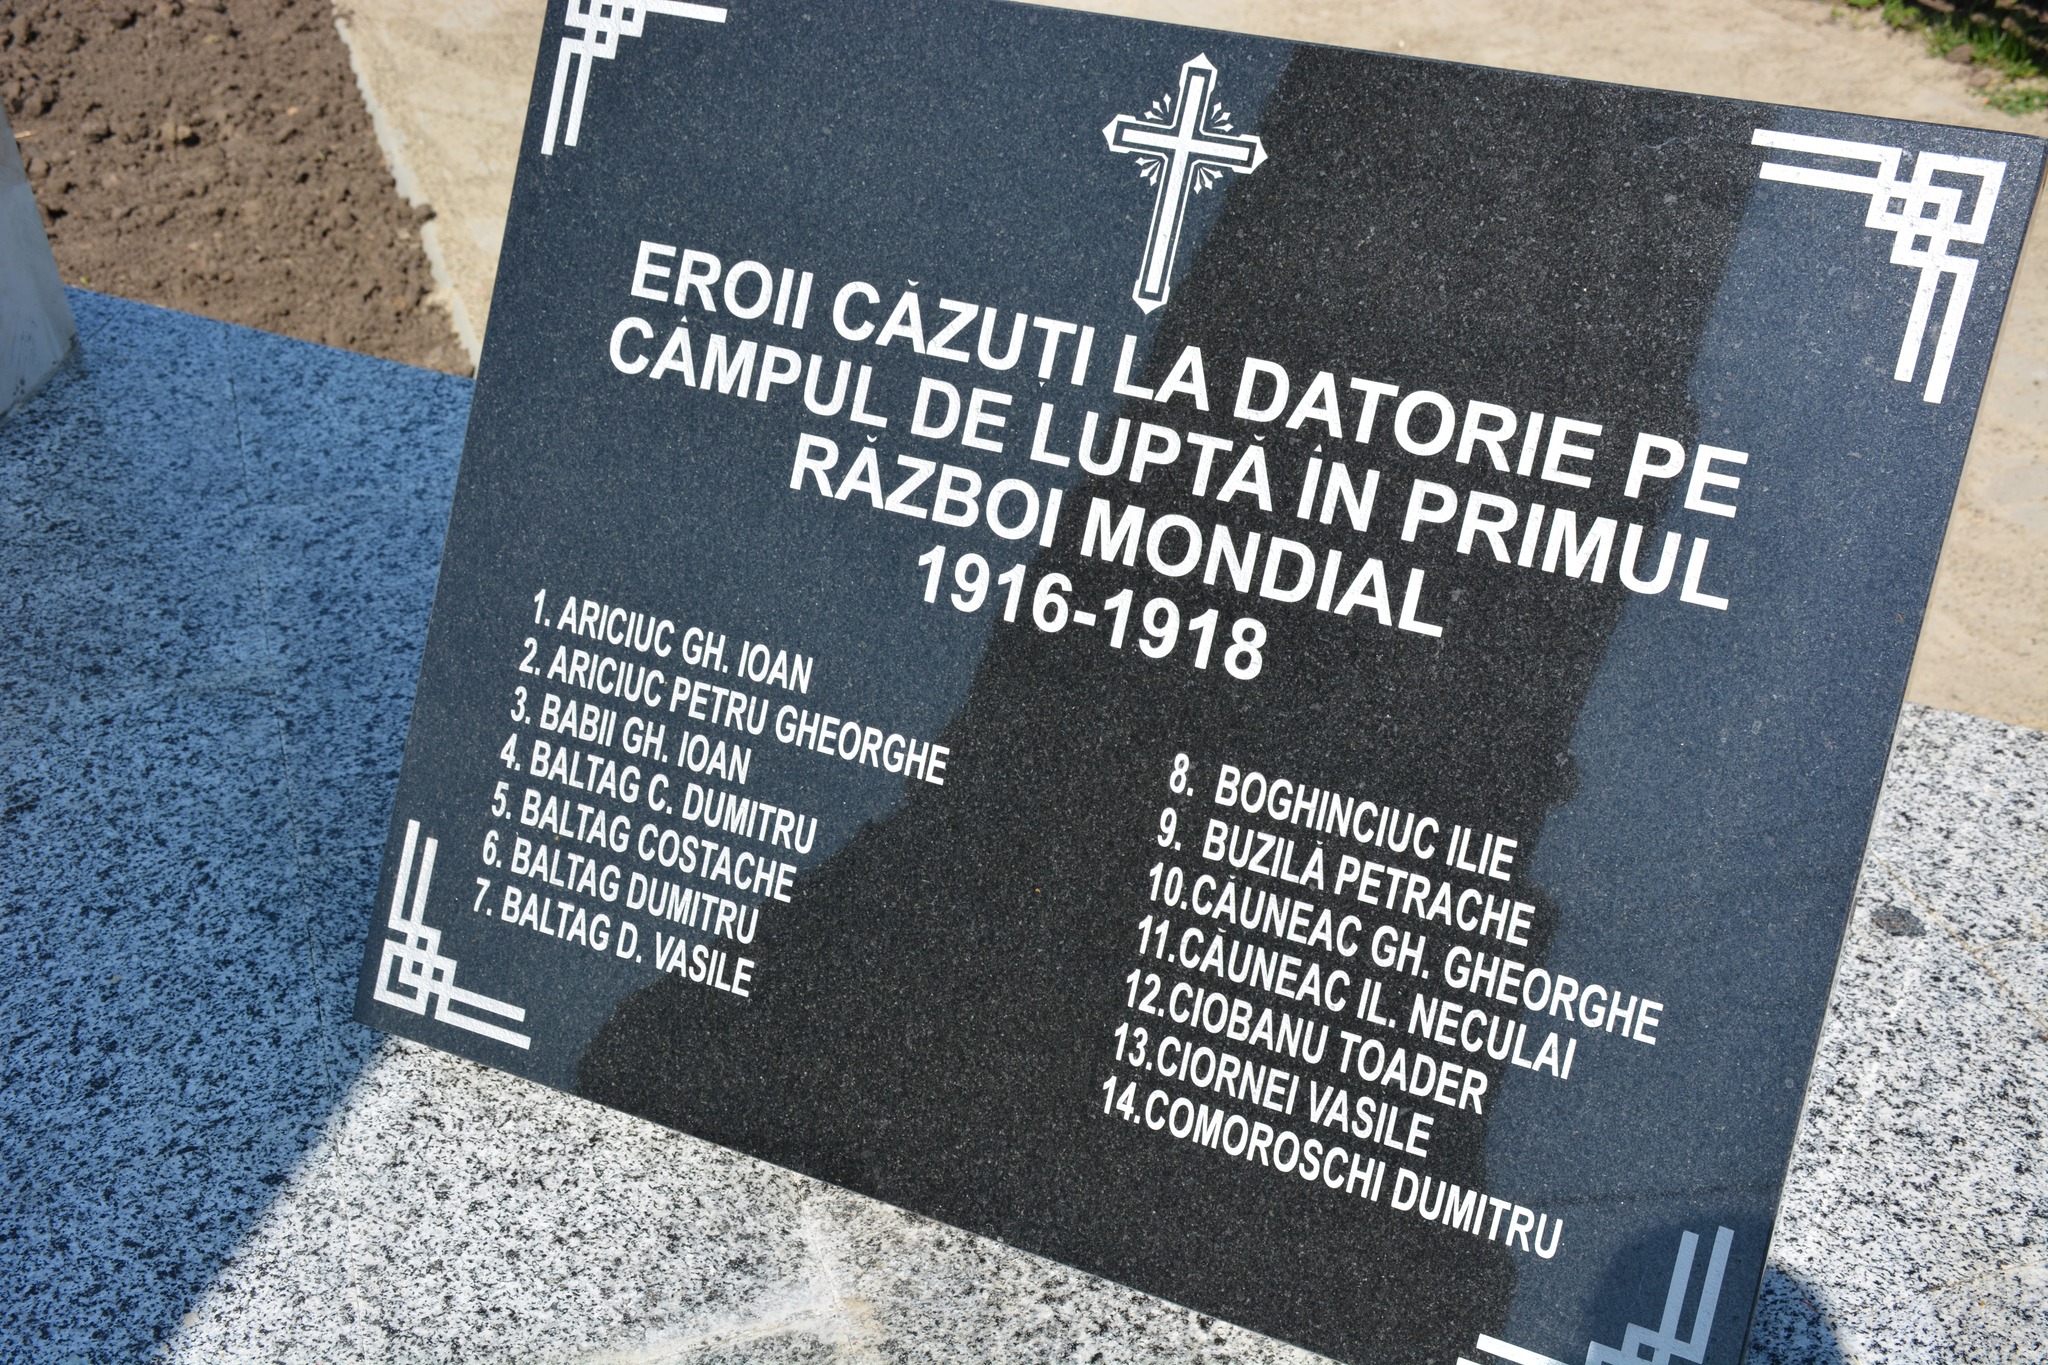 EROII CĂZUȚI LA DATORIE PE
CÂMPUL DE LUPTĂ ÎN PRIMUL
RĂZBOI MONDIAL
1916-1918
1. ARICIUC GH. IOAN
2. ARICIUC PETRU GHEORGHE
3. BABII GH. IOAN
4. BALTAG C. DUMITRU
5. BALTAG COSTACHE
6. BALTAG DUMITRU
7. BALTAG D. VASILE
8. BOGHINCIUC ILIE
9. BUZILĂ PETRACHE
10.CĂUNEAC GH. GHEORGHE
11.CĂUNEAC IL. NECULAI
12.CIOBANU TOADER
13.CIORNEI VASILE
14.COMOROSCHI DUMITRU